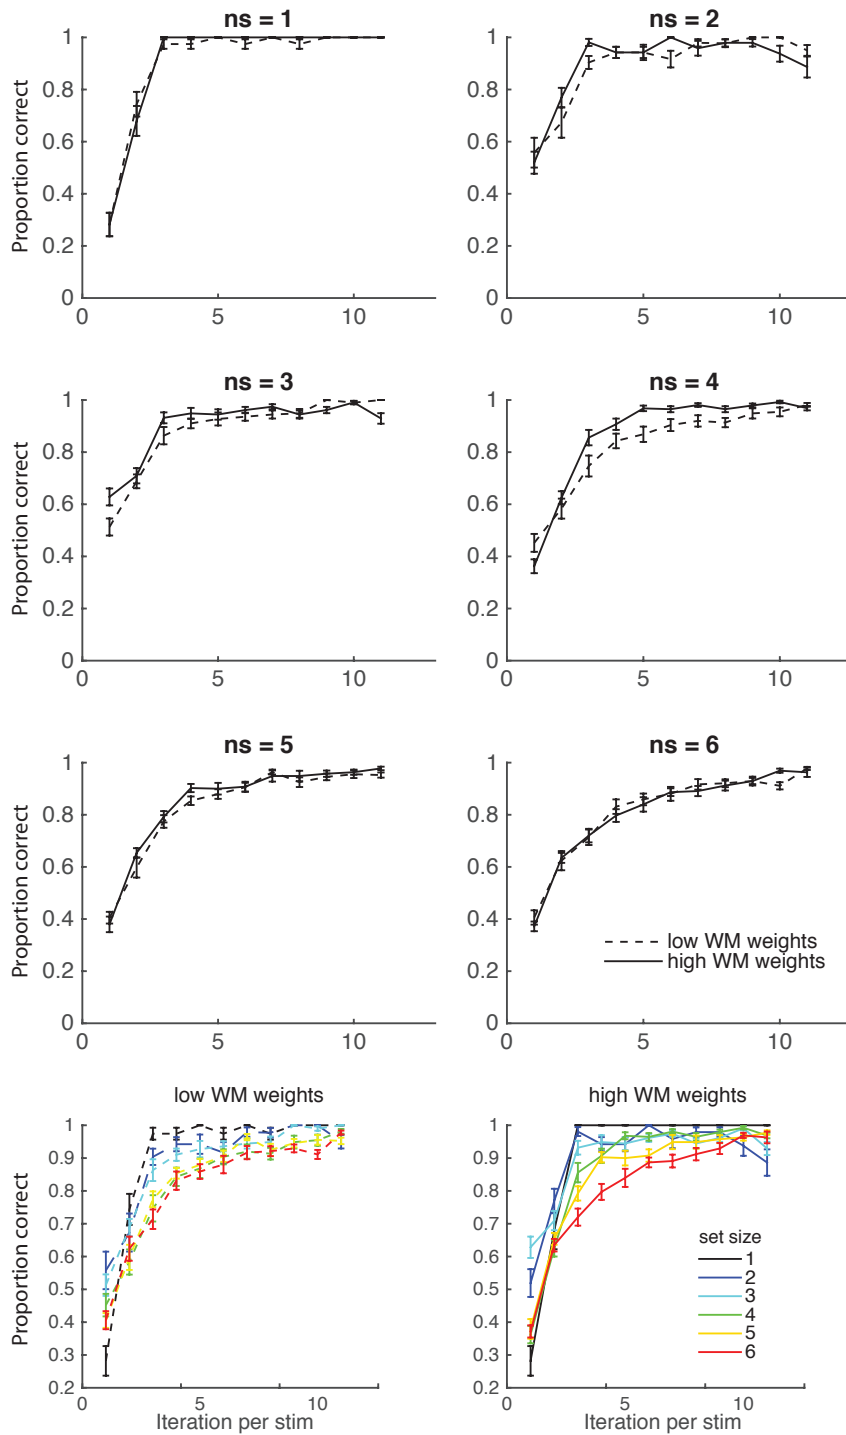 ns = 1
Proportion correct
1
0.8
0.6
0.4
0.2
0
0 5 10
ns = 2
1
0.8
0.6
0.4
0.2
0
0 5 10
ns = 3
Proportion correct
1
0.8
0.6
0.4
0.2
0
0 5 10
ns = 4
1
0.8
0.6
0.4
0.2
0
0 5 10
ns = 5
Proportion correct
1
0.8
0.6
0.4
0.2
0
0 5 10
ns = 6
1
0.8
0.6
0.4
0.2
0
low WM weights
high WM weights
0 5 10
low WM weights
Proportion correct
1
0.9
0.8
0.7
0.6
0.5
0.4
0.3
0.2
0 5 10
Iteration per stim
high WM weights
1
0.9
0.8
0.7
0.6
0.5
0.4
0.3
0.2
set size
1
2
3
4
5
6
0 5 10
Iteration per stim